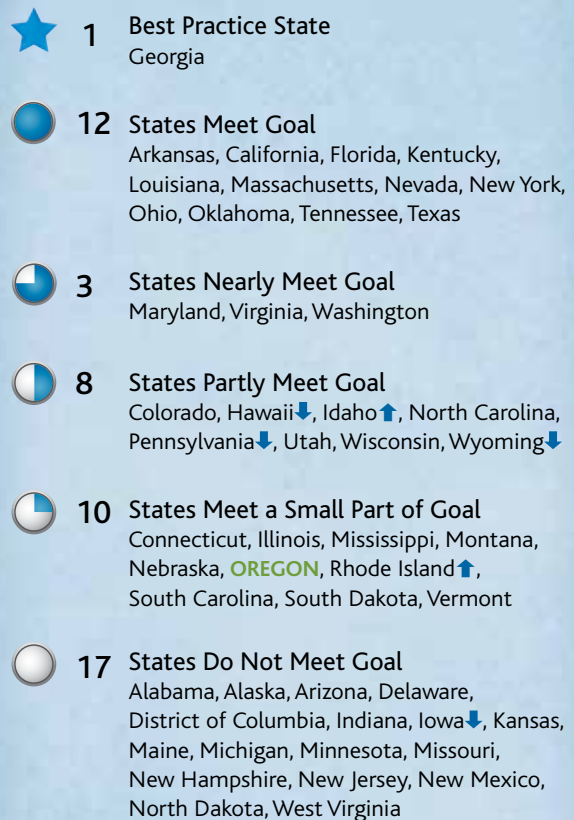 1 Best Practice State
Georgia
12 States Meet Goal
Arkansas, California, Florida, Kentucky,
Louisiana, Massachusetts, Nevada, New York,
Ohio, Oklahoma, Tennessee, Texas
3 States Nearly Meet Goal
Maryland, Virginia, Washington
8 States Partly Meet Goal
Colorado, Hawaii⬇, Idaho⬆, North Carolina,
Pennsylvania⬇, Utah, Wisconsin, Wyoming⬇
10 States Meet a Small Part of Goal
Connecticut, Illinois, Mississippi, Montana,
Nebraska, OREGON, Rhode Island⬆,
South Carolina, South Dakota, Vermont
17 States Do Not Meet Goal
Alabama, Alaska, Arizona, Delaware,
District of Columbia, Indiana, Iowa⬇, Kansas,
Maine, Michigan, Minnesota, Missouri,
New Hampshire, New Jersey, New Mexico,
North Dakota, West Virginia